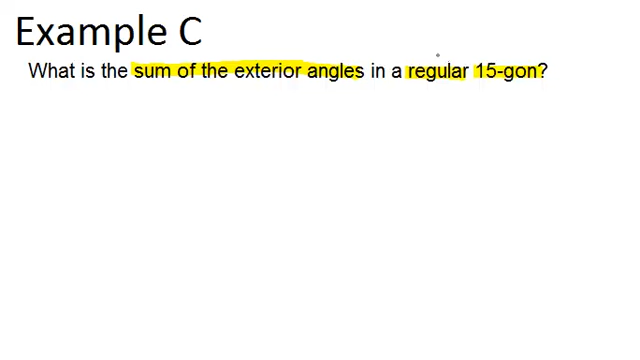 Example C
What is the sum of the exterior angles in a regular 15-gon?